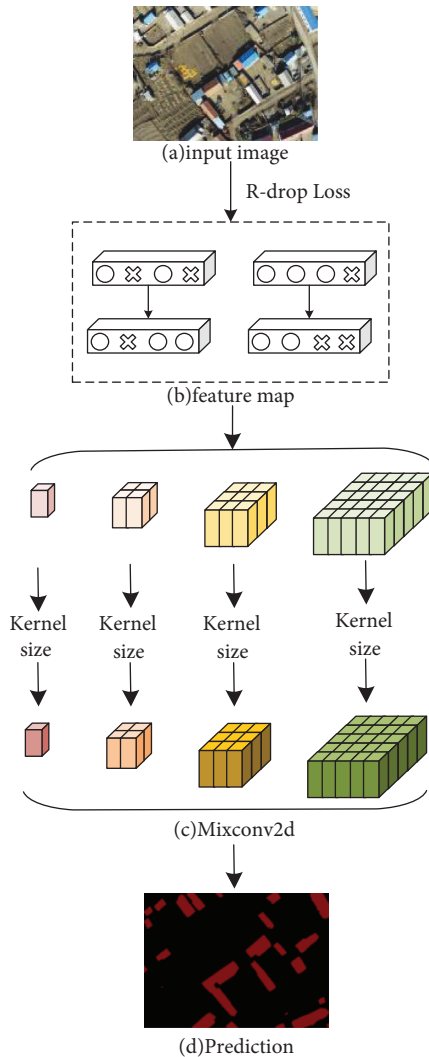 (a)input image
R-drop Loss
(b)feature map
Kernel size
Kernel size
Kernel size
Kernel size
(c)Mixconv2d
(d)Prediction